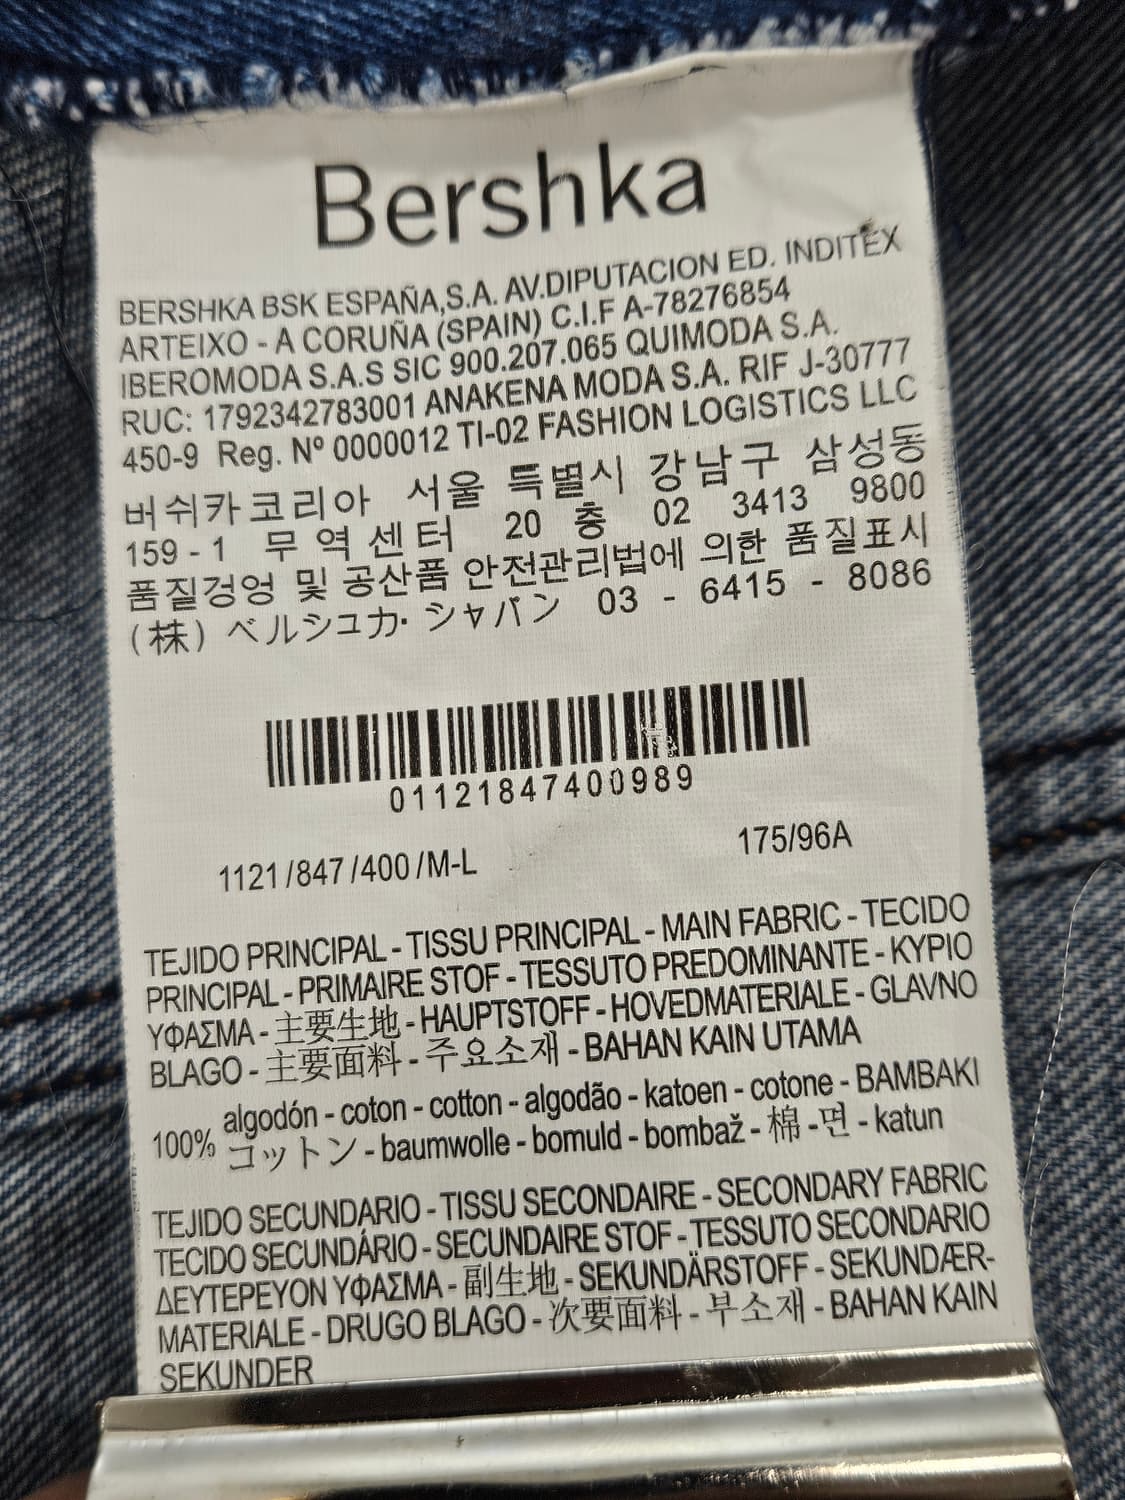 Bershka
BERSHKA BSK ESPAÑA,S.A. AV.DIPUTACION ED. INDITEX
ARTEIXO - A CORUÑA (SPAIN) C.I.F A-78276854
IBEROMODA S.A.S SIC 900.207.065 QUIMODA S.A.
RUC: 1792342783001 ANAKENA MODA S.A. RIF J-30777
450-9 Reg. Nº 0000012 TI-02 FASHION LOGISTICS LLC
버쉬카코리아 서울 특별시 강남구 삼성동
159 - 1 무역센터 20 층 02 3413 9800
품질겅엉 및 공산품 안전관리법에 의한 품질표시
(株) ベルシュカ・シャパン 03 - 6415 - 8086
01121847400989
1121/847/400/M-L
175/96A
TEJIDO PRINCIPAL - TISSU PRINCIPAL - MAIN FABRIC - TECIDO
PRINCIPAL - PRIMAIRE STOF - TESSUTO PREDOMINANTE - ΚΥΡΙΟ
ΥΦΑΣΜΑ - 主要生地 - HAUPTSTOFF - HOVEDMATERIALE - GLAVNO
BLAGO - 主要面料 - 주요소재 - BAHAN KAIN UTAMA
100% algodón - coton - cotton - algodão - katoen - cotone - BAMBAKI
コットン - baumwolle - bomuld - bombaž - 棉 - 면 - katun
TEJIDO SECUNDARIO - TISSU SECONDAIRE - SECONDARY FABRIC
TECIDO SECUNDÁRIO - SECUNDAIRE STOF - TESSUTO SECONDARIO
ΔΕΥΤΕΡΕΥΟΝ ΥΦΑΣΜΑ - 副生地 - SEKUNDÄRSTOFF - SEKUNDÆR-
MATERIALE - DRUGO BLAGO - 次要面料 - 부소재 - BAHAN KAIN
SEKUNDER